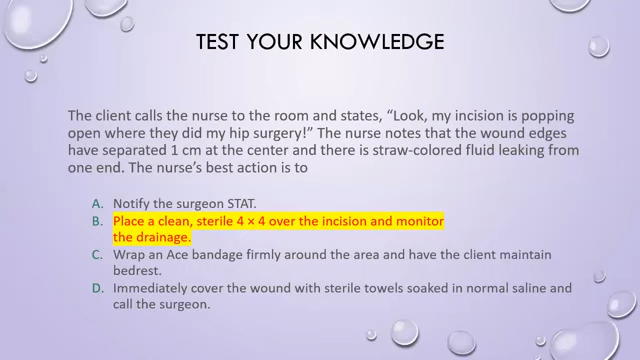 TEST YOUR KNOWLEDGE
The client calls the nurse to the room and states, “Look, my incision is popping
open where they did my hip surgery!” The nurse notes that the wound edges
have separated 1 cm at the center and there is straw-colored fluid leaking from
one end. The nurse’s best action is to
A. Notify the surgeon STAT.
B. Place a clean, sterile 4 × 4 over the incision and monitor
the drainage.
C. Wrap an Ace bandage firmly around the area and have the client maintain
bedrest.
D. Immediately cover the wound with sterile towels soaked in normal saline and
call the surgeon.